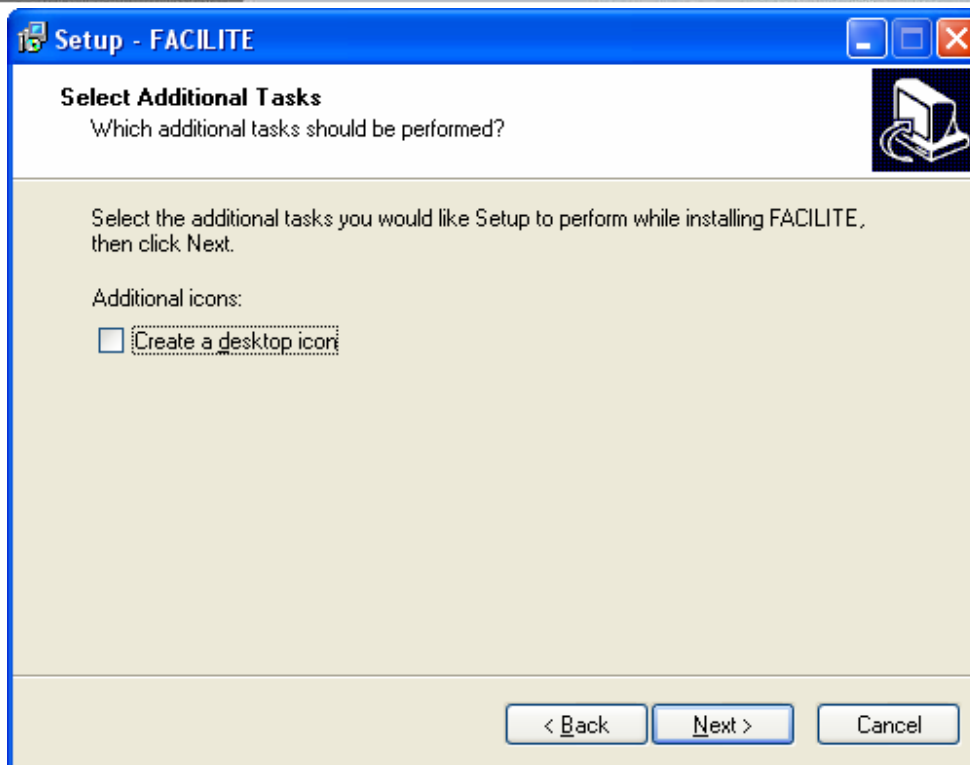 Setup - FACILITE
Select Additional Tasks
Which additional tasks should be performed?
Select the additional tasks you would like Setup to perform while installing FACILITE,
then click Next.
Additional icons:
Create a desktop icon
< Back
Next >
Cancel